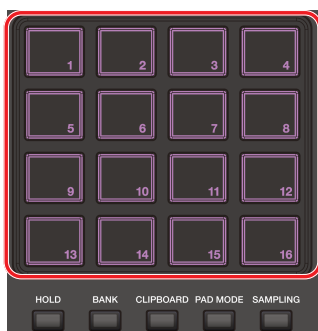 1 2 3 4
5 6 7 8
9 10 11 12
13 14 15 16
HOLD BANK CLIPBOARD PAD MODE SAMPLING